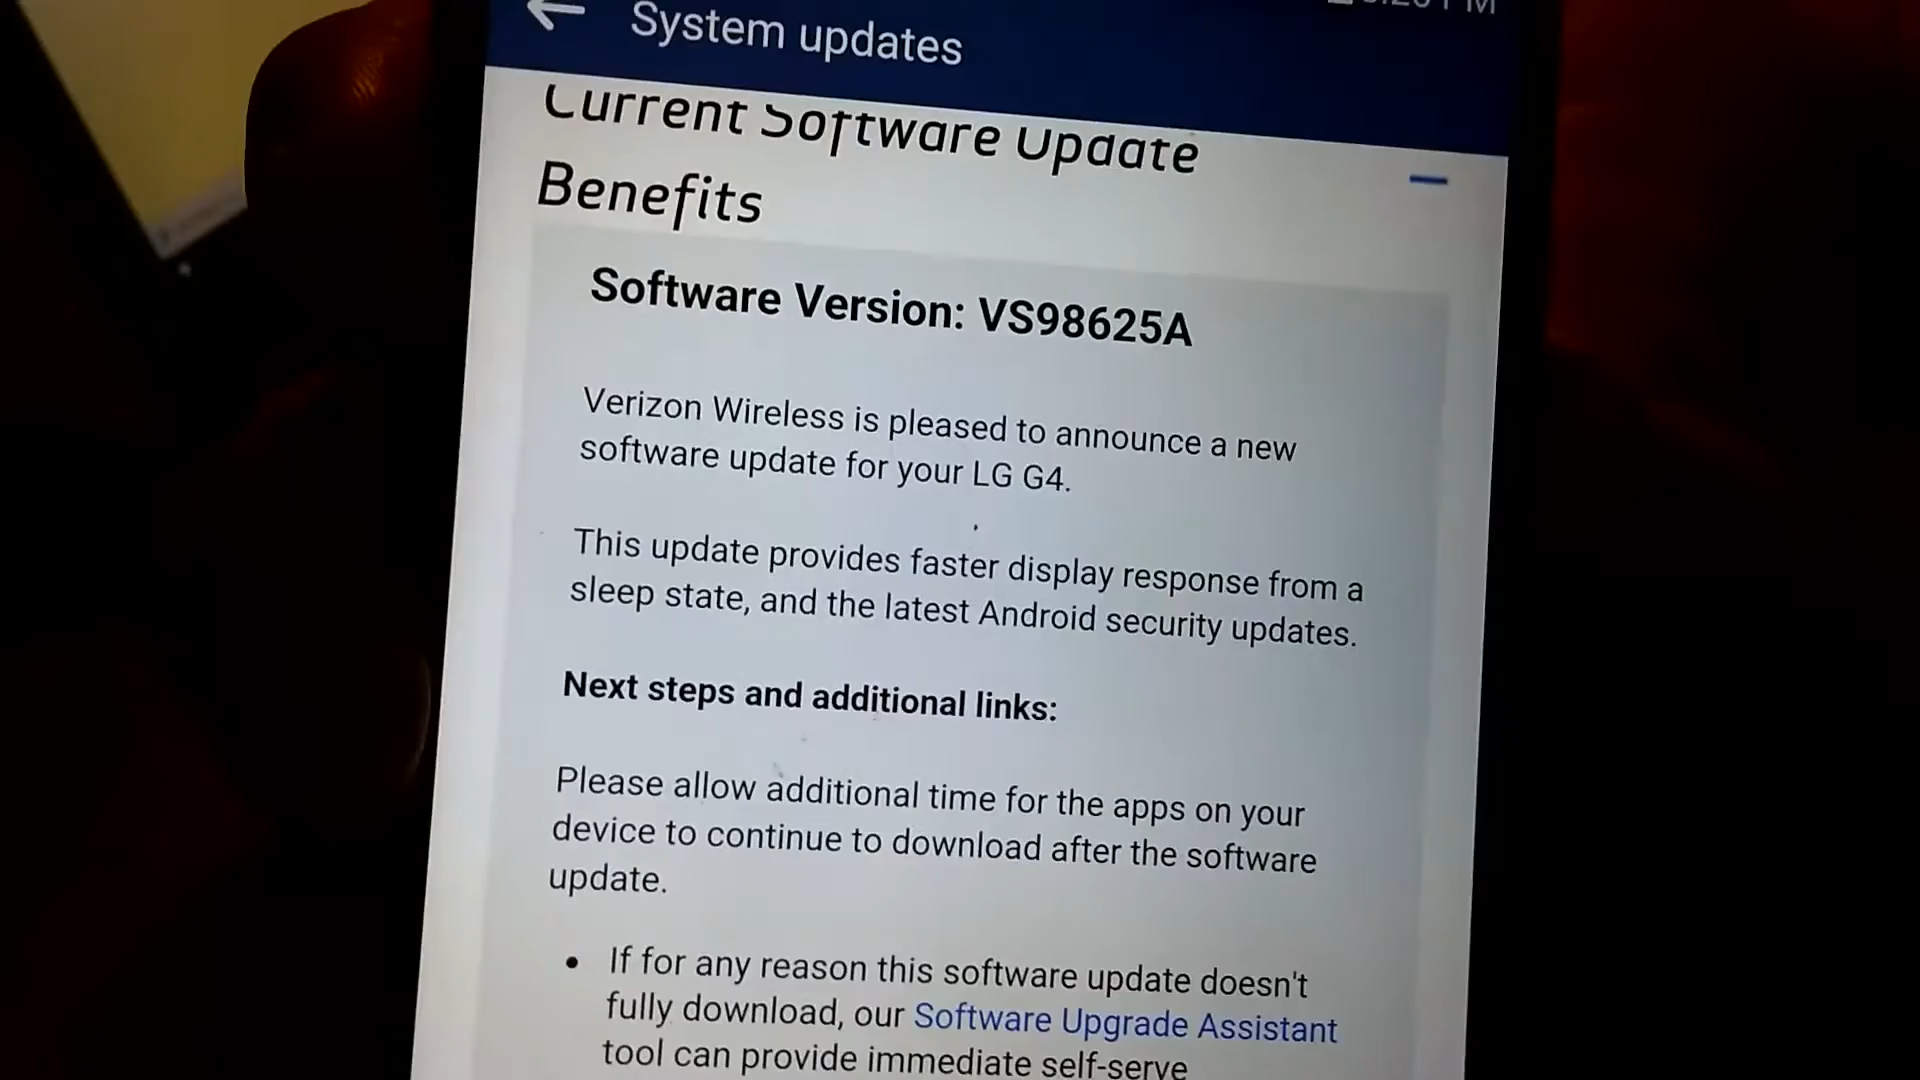 System updates
Current Software Update
Benefits
Software Version: VS98625A
Verizon Wireless is pleased to announce a new
software update for your LG G4.
This update provides faster display response from a
sleep state, and the latest Android security updates.
Next steps and additional links:
Please allow additional time for the apps on your
device to continue to download after the software
update.
• If for any reason this software update doesn't
fully download, our Software Upgrade Assistant
tool can provide immediate self-serve